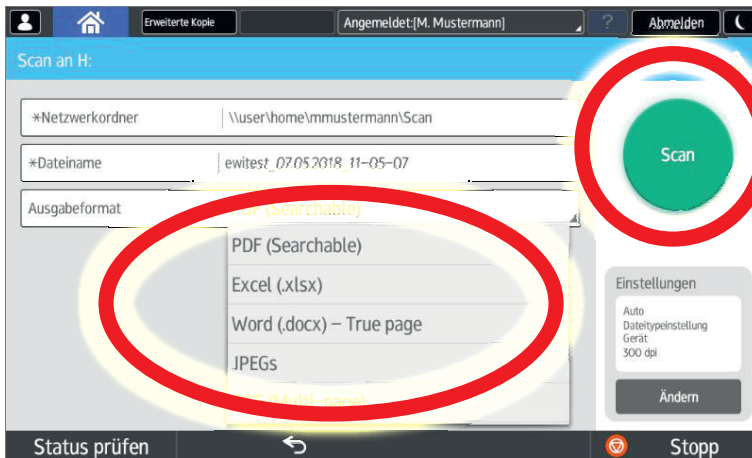 Erweiterte Kopie
Angemeldet:[M. Mustermann]
?
Abmelden
Scan an H:
*Netzwerkordner
\\user\home\mmustermann\Scan
*Dateiname
ewitest_07.05.2018_11-05-07
Scan
Ausgabeformat
PDF (Searchable)
PDF (Searchable)
Excel (.xlsx)
Word (.docx) – True page
JPEGs
(Multi-page)
Einstellungen
Auto
Dateitypeinstellung
Gerät
300 dpi
Ändern
Status prüfen
Stopp